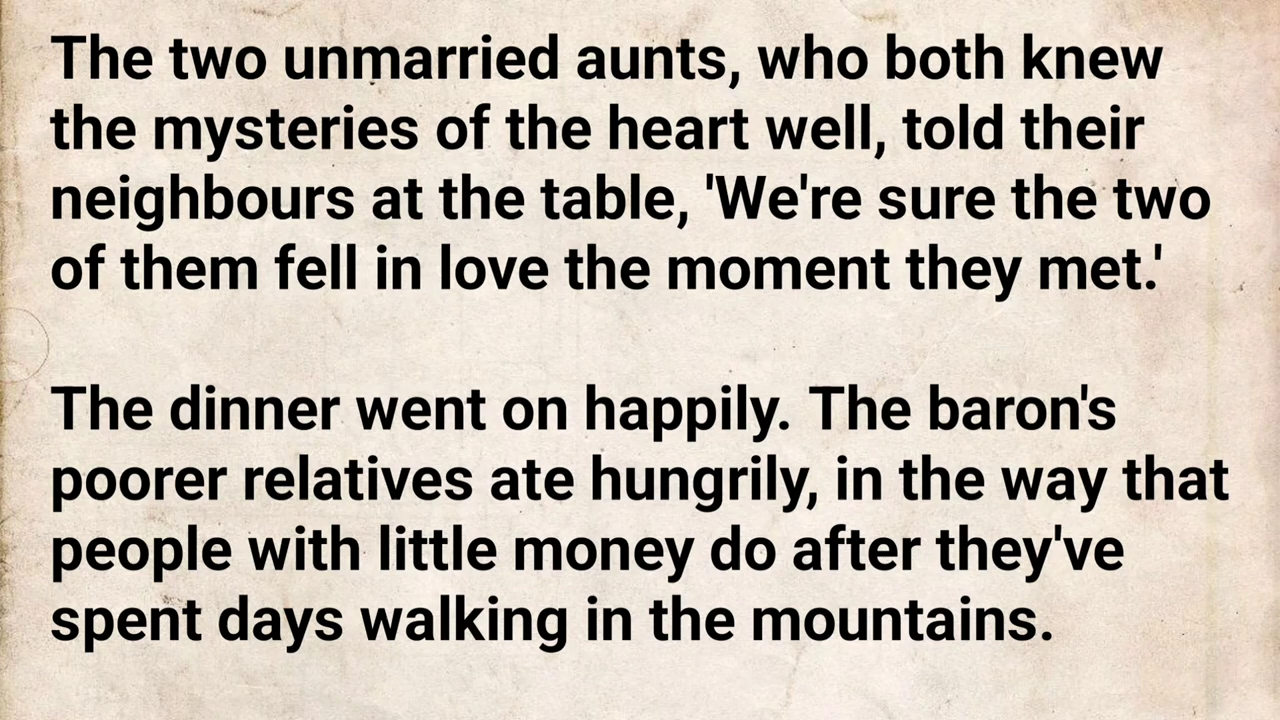 The two unmarried aunts, who both knew
the mysteries of the heart well, told their
neighbours at the table, 'We're sure the two
of them fell in love the moment they met.'
The dinner went on happily. The baron's
poorer relatives ate hungrily, in the way that
people with little money do after they've
spent days walking in the mountains.